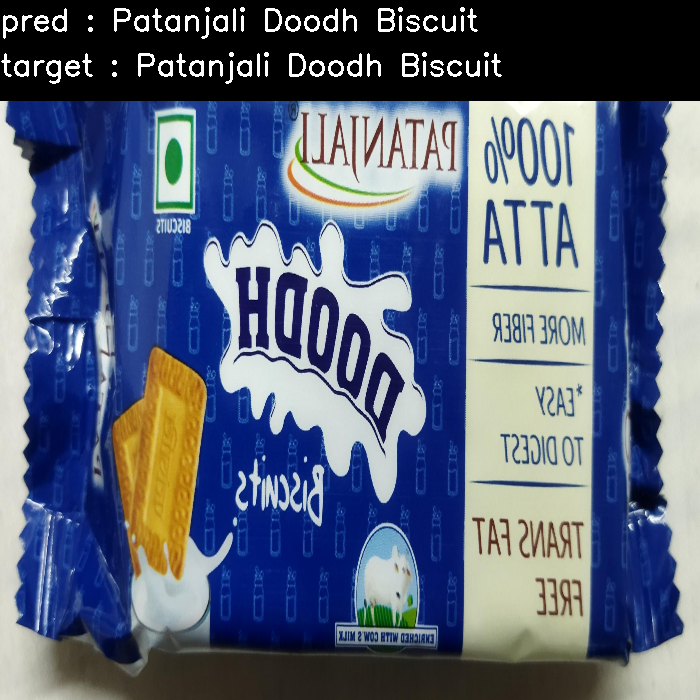 pred : Patanjali Doodh Biscuit
target : Patanjali Doodh Biscuit
PATANJALI®
BISCUITS
DOODH
Biscuits
ENRICHED WITH COW'S MILK
100%
ATTA
MORE FIBER
*EASY
TO DIGEST
TRANS FAT
FREE